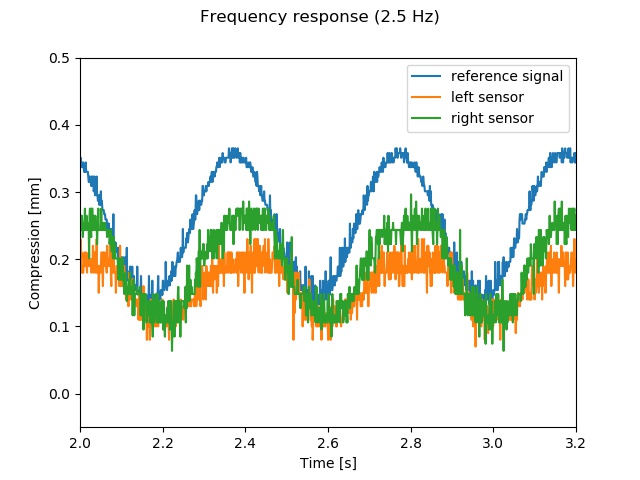 Frequency response (2.5 Hz)
0.5
0.4
0.3
0.2
0.1
0.0
Compression [mm]
reference signal
left sensor
right sensor
2.0 2.2 2.4 2.6 2.8 3.0 3.2
Time [s]